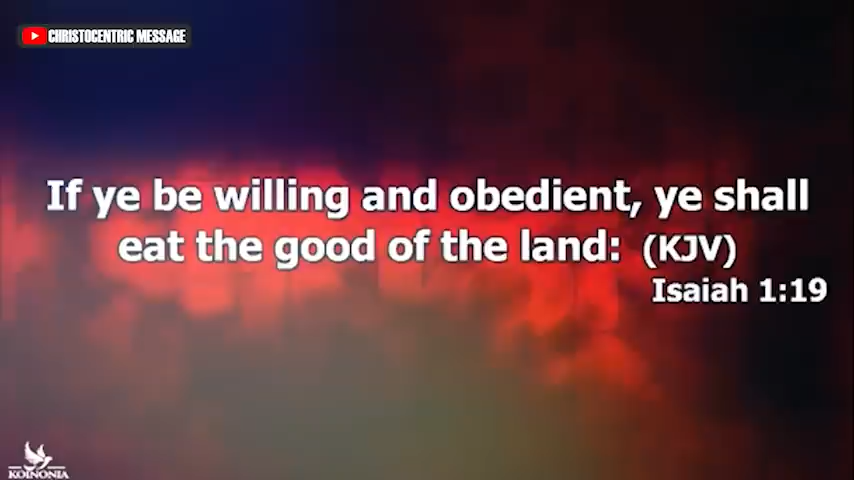 CHRISTOCENTRIC MESSAGE
If ye be willing and obedient, ye shall
eat the good of the land: (KJV)
Isaiah 1:19
KOINONIA